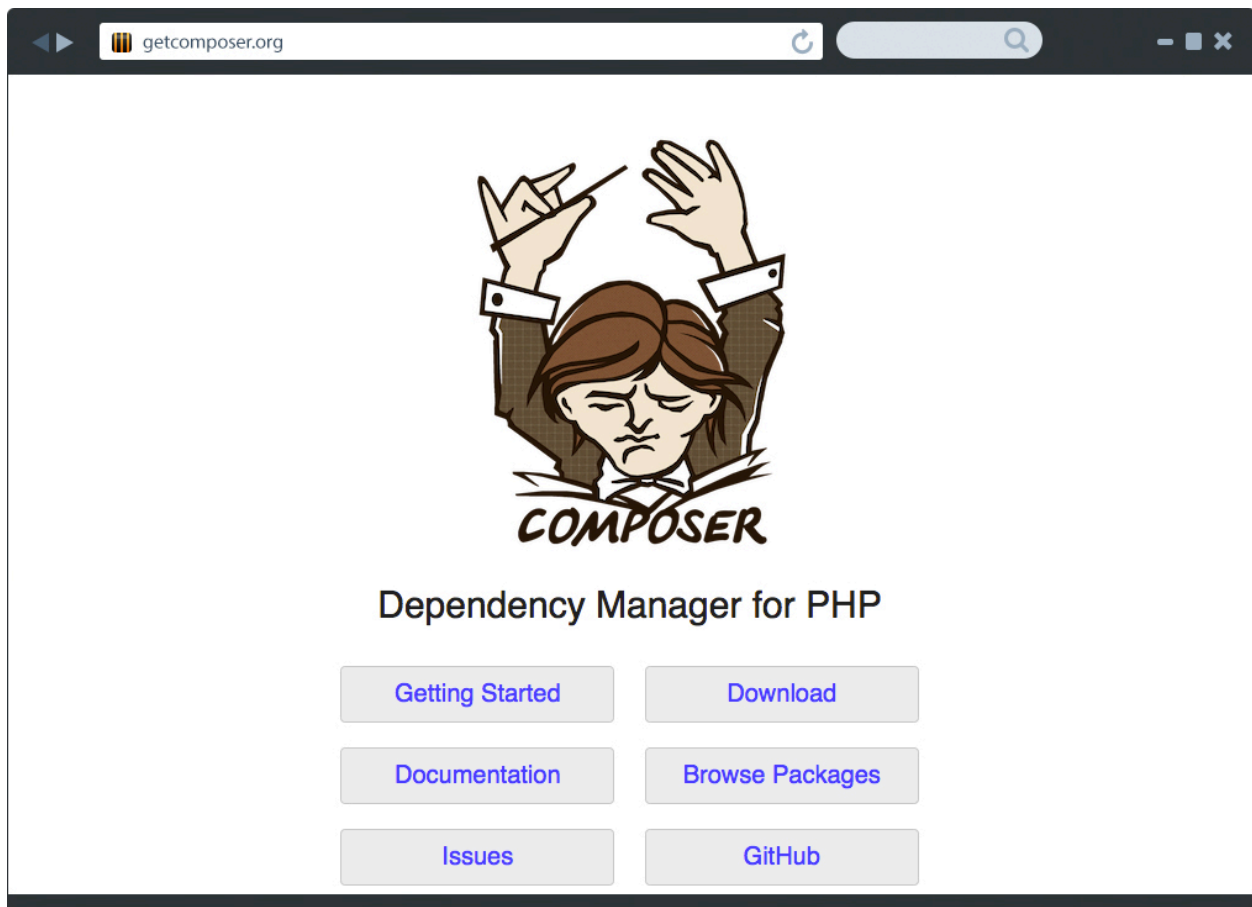 getcomposer.org
COMPOSER
Dependency Manager for PHP
Getting Started
Download
Documentation
Browse Packages
Issues
GitHub